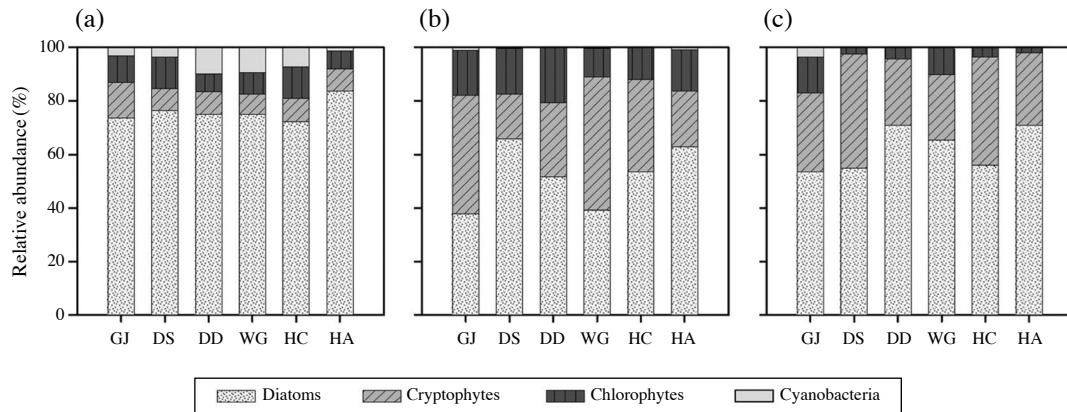 (a) (b) (c)
Relative abundance (%)
100
80
60
40
20
0
GJ DS DD WG HC HA GJ DS DD WG HC HA GJ DS DD WG HC HA
Diatoms Cryptophytes Chlorophytes Cyanobacteria